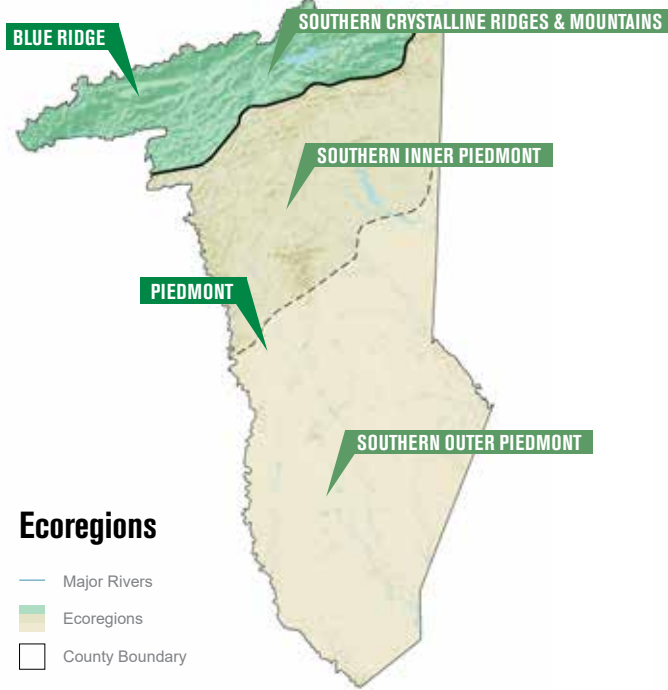 SOUTHERN CRYSTALLINE RIDGES & MOUNTAINS
BLUE RIDGE
SOUTHERN INNER PIEDMONT
PIEDMONT
SOUTHERN OUTER PIEDMONT
Ecoregions
Major Rivers
Ecoregions
County Boundary